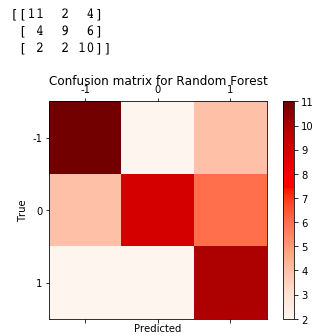 [[11 2 4]
[ 4 9 6]
[ 2 2 10]]
Confusion matrix for Random Forest
-1 0 1
-1
0
1
True
Predicted
11
10
9
8
7
6
5
4
3
2